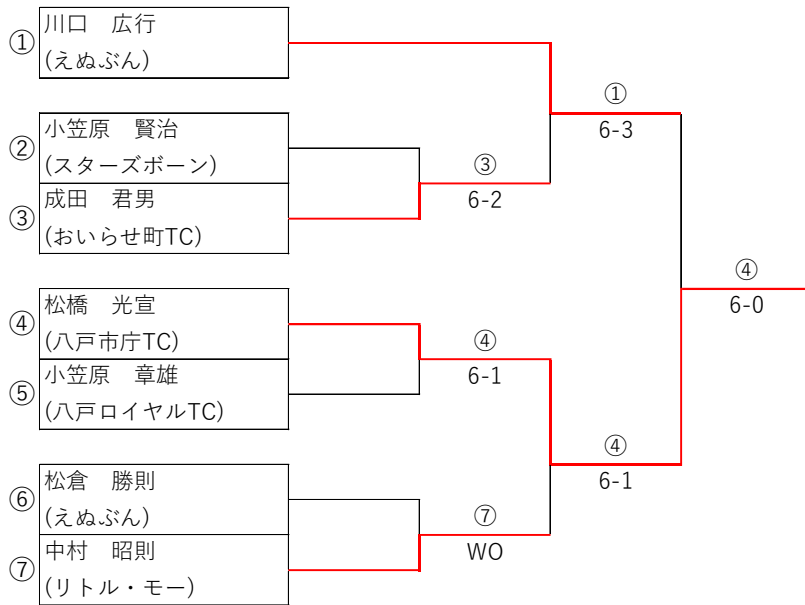 ①
川口　広行
(えぬぶん)
②
小笠原　賢治
(スターズボーン)
③
成田　君男
(おいらせ町TC)
④
松橋　光宣
(八戸市庁TC)
⑤
小笠原　章雄
(八戸ロイヤルTC)
⑥
松倉　勝則
(えぬぶん)
⑦
中村　昭則
(リトル・モー)
③
6-2
④
6-1
⑦
WO
①
6-3
④
6-1
④
6-0